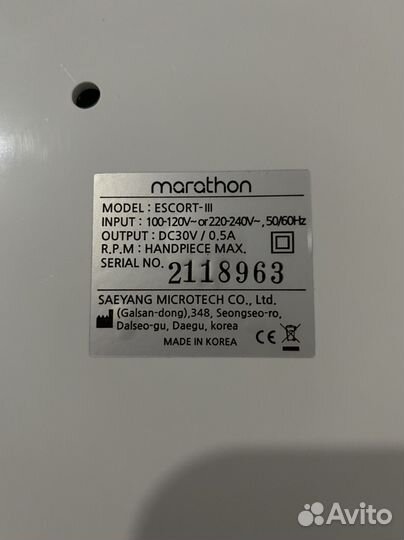 marathon
MODEL : ESCORT-III
INPUT : 100-120V~ or 220-240V~, 50/60Hz
OUTPUT : DC30V / 0,5A
R.P.M : HANDPIECE MAX.
SERIAL NO. 2118963
SAEYANG MICROTECH CO., Ltd.
(Galsan-dong),348, Seongseo-ro,
Dalseo-gu, Daegu, korea
MADE IN KOREA CE
Avito